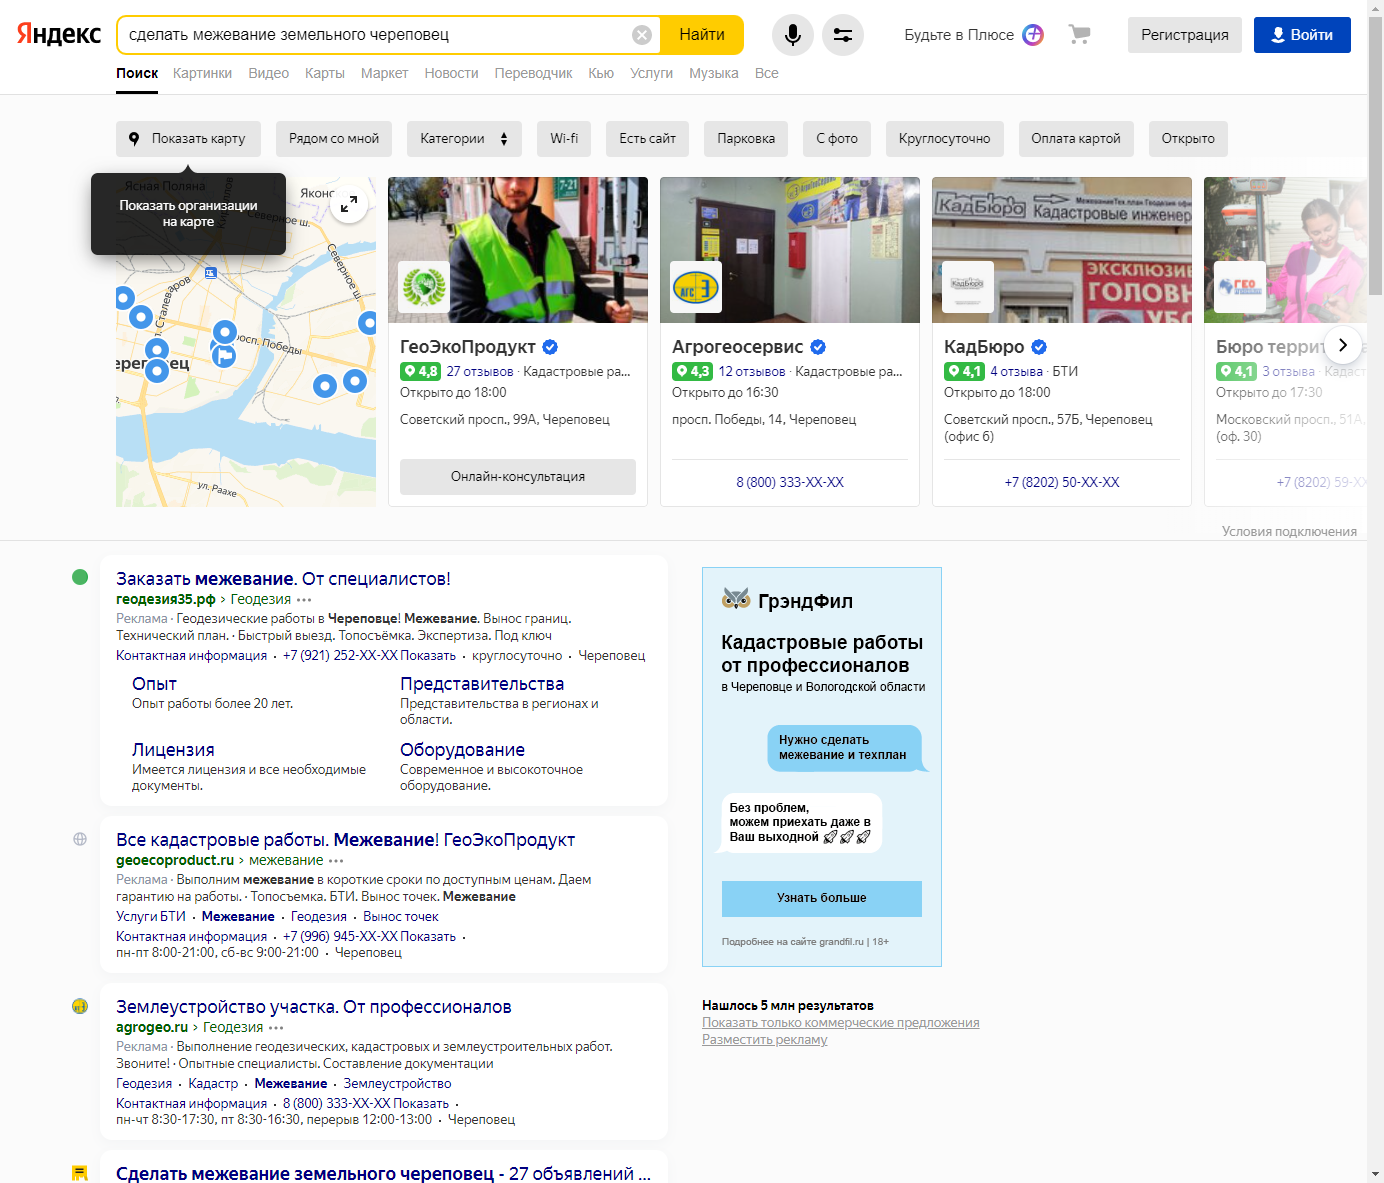 Яндекс
сделать межевание земельного череповец
Найти
Будьте в Плюсе
Регистрация
Войти
Поиск Картинки Видео Карты Маркет Новости Переводчик Кью Услуги Музыка Все
Показать карту
Рядом со мной
Категории
Wi-fi
Есть сайт
Парковка
С фото
Круглосуточно
Оплата картой
Открыто
Ясная Поляна
Показать организации
на карте
Северное ш.
Северное ш.
Сталеваров
просп. Победы
ул. Раахе
7-21
ГеоЭкоПродукт
4,8 27 отзывов · Кадастровые ра...
Открыто до 18:00
Советский просп., 99А, Череповец
Онлайн-консультация
АГС
Агрогеосервис
4,3 12 отзывов · Кадастровые ра...
Открыто до 16:30
просп. Победы, 14, Череповец
8 (800) 333-XX-XX
КадБюро
Кадастровые инженер
ЭКСКЛЮЗИВ
ГОЛОВН
КадБюро
КадБюро
4,1 4 отзыва · БТИ
Открыто до 18:00
Советский просп., 57Б, Череповец
(офис 6)
+7 (8202) 50-XX-XX
ГЕО
Бюро террит
4,1 3 отзыва · Кадаст
Открыто до 17:30
Московский просп., 51А,
(оф. 30)
+7 (8202) 59-XX
Условия подключения
Заказать межевание. От специалистов!
геодезия35.рф › Геодезия
Реклама · Геодезические работы в Череповце! Межевание. Вынос границ.
Технический план. · Быстрый выезд. Топосъёмка. Экспертиза. Под ключ
Контактная информация · +7 (921) 252-XX-XX Показать · круглосуточно · Череповец
Опыт
Опыт работы более 20 лет.
Представительства
Представительства в регионах и
области.
Лицензия
Имеется лицензия и все необходимые
документы.
Оборудование
Современное и высокоточное
оборудование.
Все кадастровые работы. Межевание! ГеоЭкоПродукт
geoecoproduct.ru › межевание
Реклама · Выполним межевание в короткие сроки по доступным ценам. Даем
гарантию на работы. · Топосъемка. БТИ. Вынос точек. Межевание
Услуги БТИ · Межевание · Геодезия · Вынос точек
Контактная информация · +7 (996) 945-XX-XX Показать ·
пн-пт 8:00-21:00, сб-вс 9:00-21:00 · Череповец
Землеустройство участка. От профессионалов
agrogeo.ru › Геодезия
Реклама · Выполнение геодезических, кадастровых и землеустроительных работ.
Звоните! · Опытные специалисты. Составление документации
Геодезия · Кадастр · Межевание · Землеустройство
Контактная информация · 8 (800) 333-XX-XX Показать ·
пн-чт 8:30-17:30, пт 8:30-16:30, перерыв 12:00-13:00 · Череповец
Сделать межевание земельного череповец - 27 объявлений ...
ГрэндФил
Кадастровые работы
от профессионалов
в Череповце и Вологодской области
Нужно сделать
межевание и техплан
Без проблем,
можем приехать даже в
Ваш выходной 🚀🚀🚀
Узнать больше
Подробнее на сайте grandfil.ru | 18+
Нашлось 5 млн результатов
Показать только коммерческие предложения
Разместить рекламу